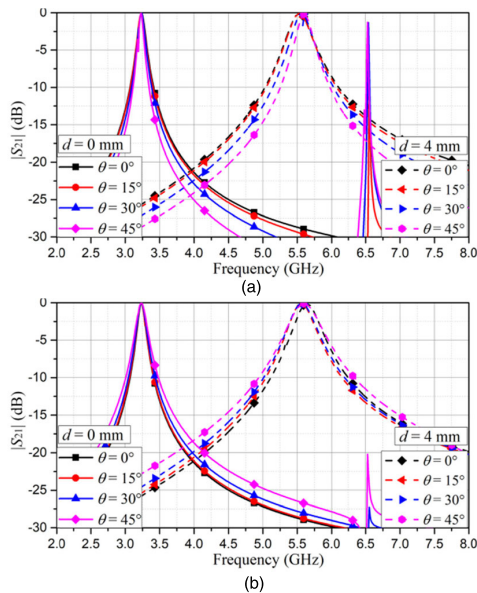 0
-5
-10
-15
-20
-25
-30
|S21| (dB)
d = 0 mm
θ = 0°
θ = 15°
θ = 30°
θ = 45°
d = 4 mm
θ = 0°
θ = 15°
θ = 30°
θ = 45°
2.0 2.5 3.0 3.5 4.0 4.5 5.0 5.5 6.0 6.5 7.0 7.5 8.0
Frequency (GHz)
(a)
0
-5
-10
-15
-20
-25
-30
|S21| (dB)
d = 0 mm
θ = 0°
θ = 15°
θ = 30°
θ = 45°
d = 4 mm
θ = 0°
θ = 15°
θ = 30°
θ = 45°
2.0 2.5 3.0 3.5 4.0 4.5 5.0 5.5 6.0 6.5 7.0 7.5 8.0
Frequency (GHz)
(b)